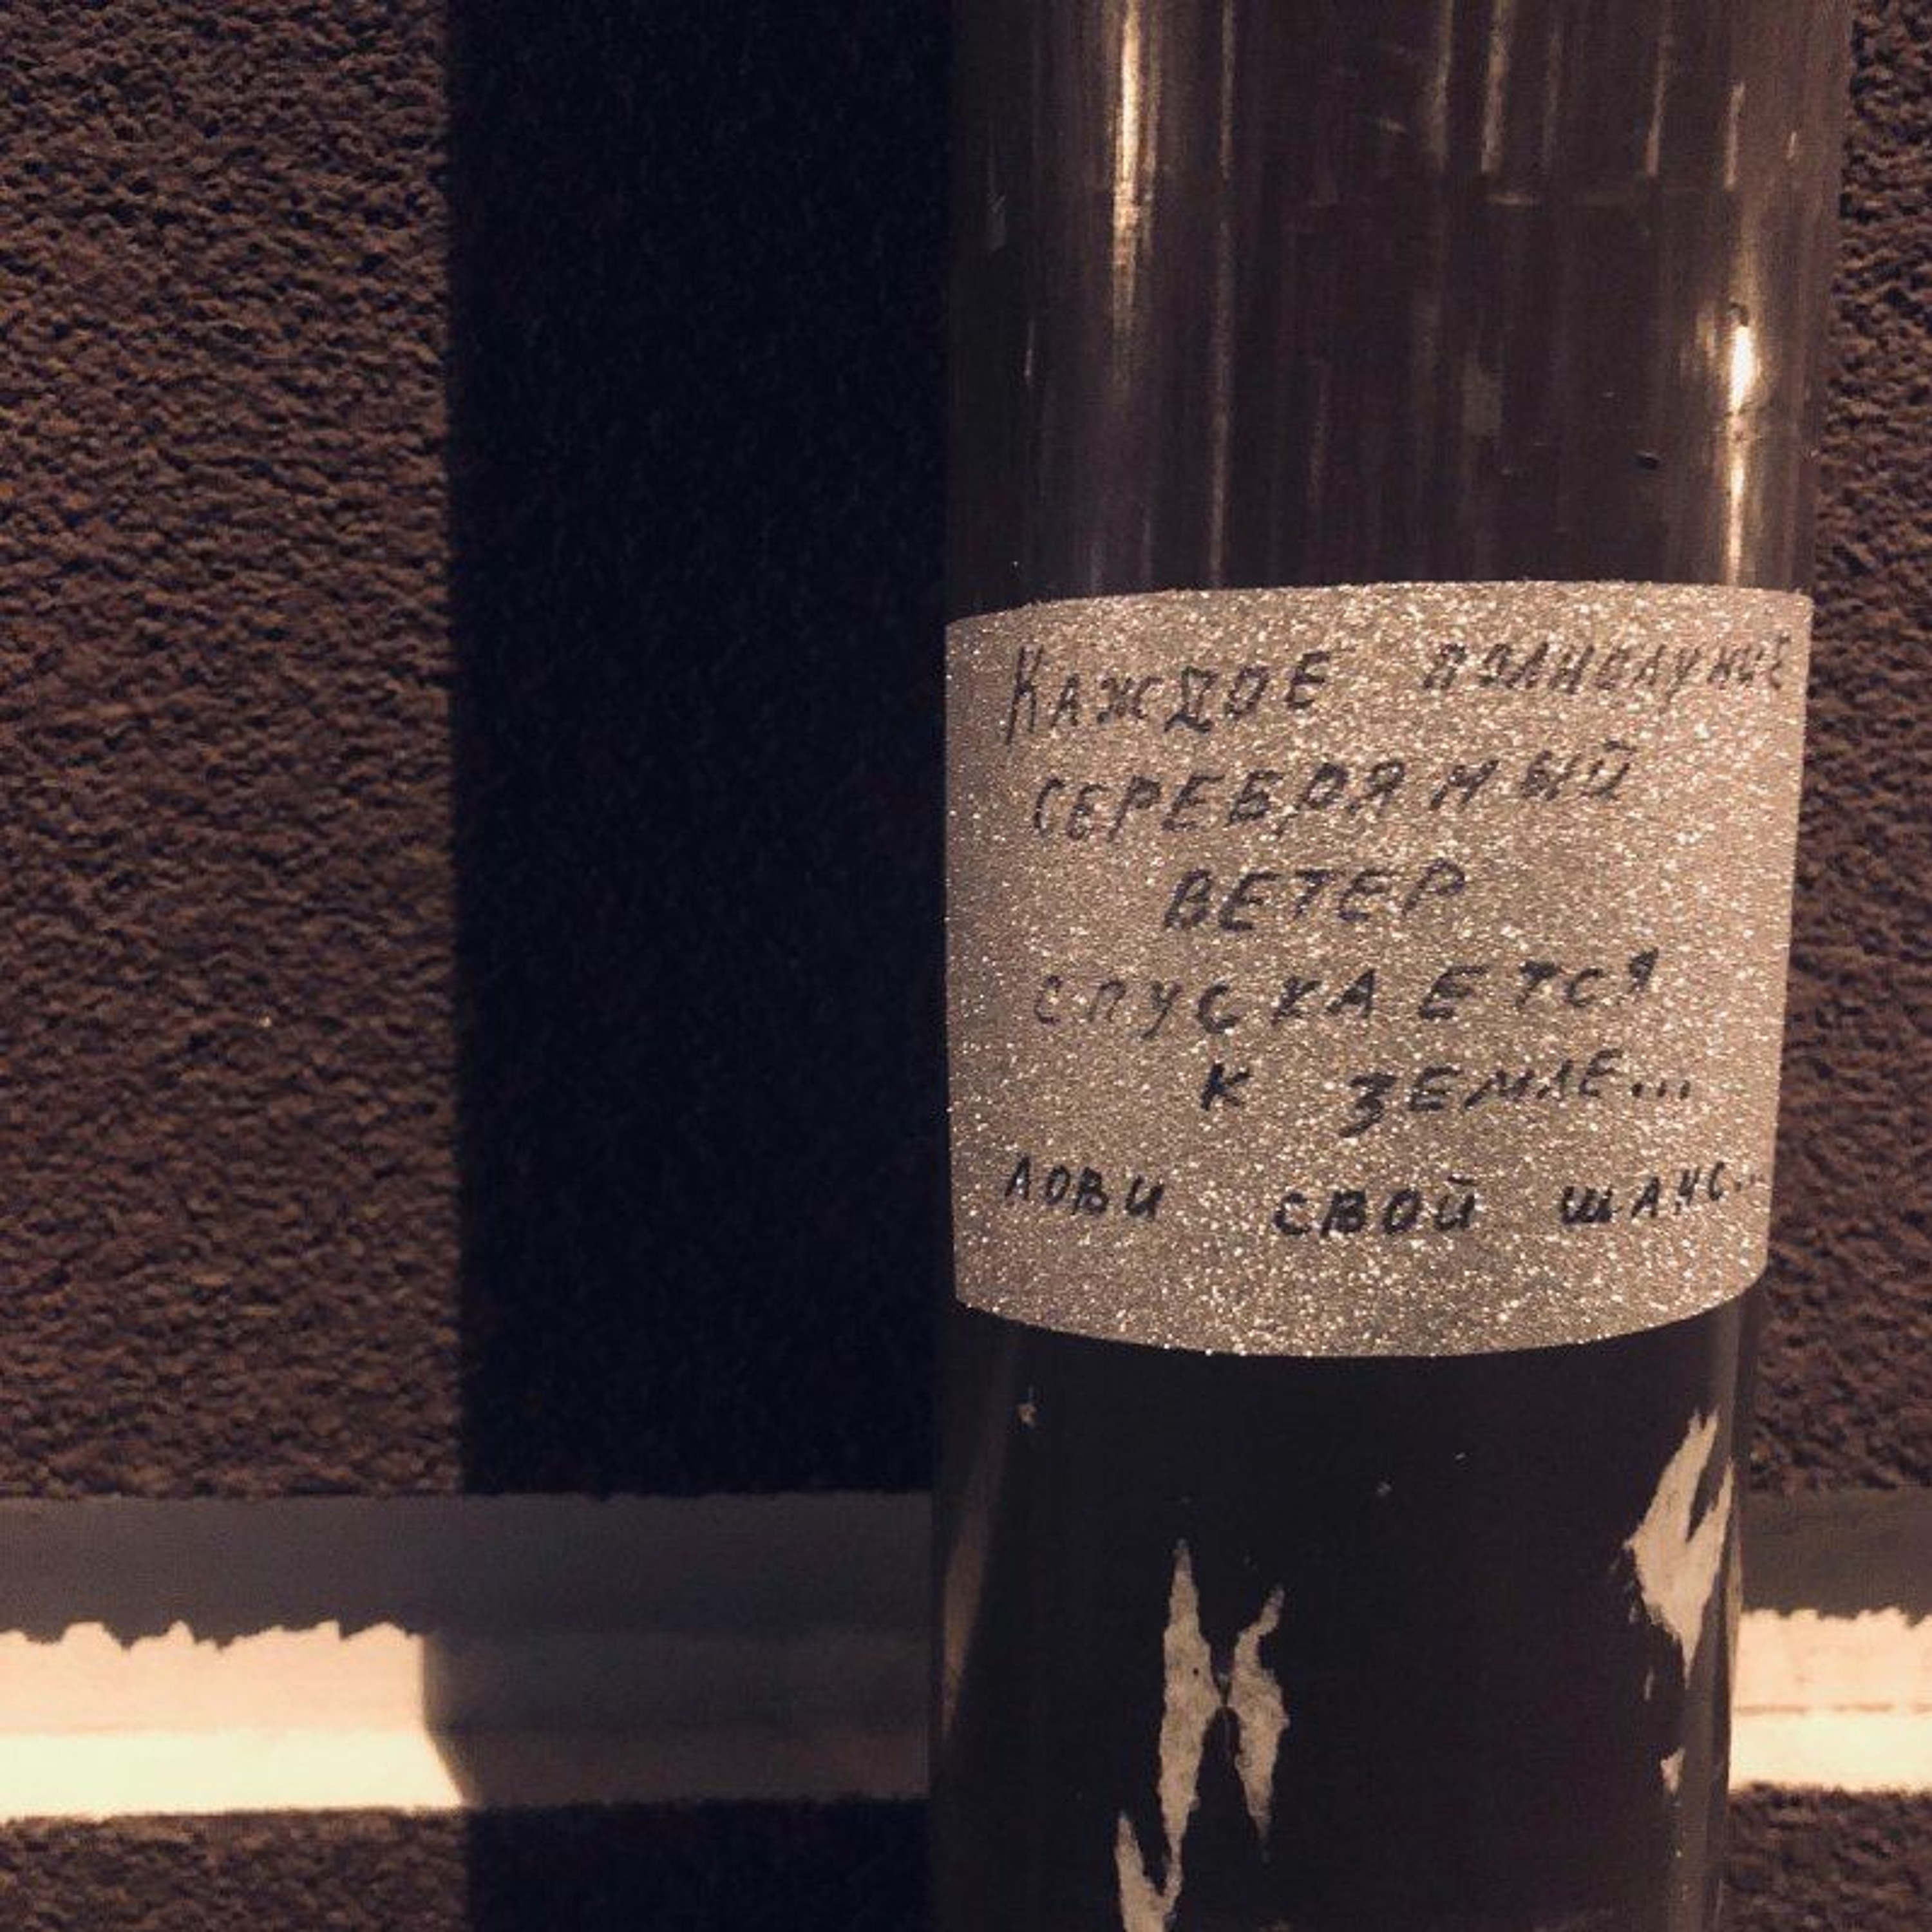 Каждое полнолуние
серебряный
ветер
спускается
к земле...
лови свой шанс...